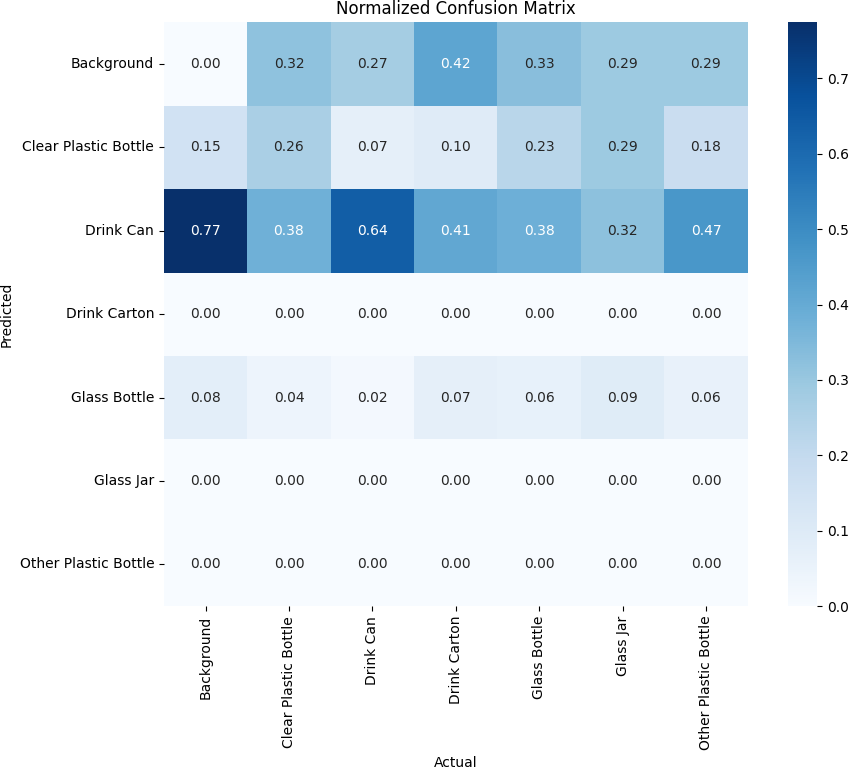 Normalized Confusion Matrix
Background 0.00 0.32 0.27 0.42 0.33 0.29 0.29
Clear Plastic Bottle 0.15 0.26 0.07 0.10 0.23 0.29 0.18
Drink Can 0.77 0.38 0.64 0.41 0.38 0.32 0.47
Drink Carton 0.00 0.00 0.00 0.00 0.00 0.00 0.00
Glass Bottle 0.08 0.04 0.02 0.07 0.06 0.09 0.06
Glass Jar 0.00 0.00 0.00 0.00 0.00 0.00 0.00
Other Plastic Bottle 0.00 0.00 0.00 0.00 0.00 0.00 0.00
Predicted
Background
Clear Plastic Bottle
Drink Can
Drink Carton
Glass Bottle
Glass Jar
Other Plastic Bottle
Actual
0.7
0.6
0.5
0.4
0.3
0.2
0.1
0.0